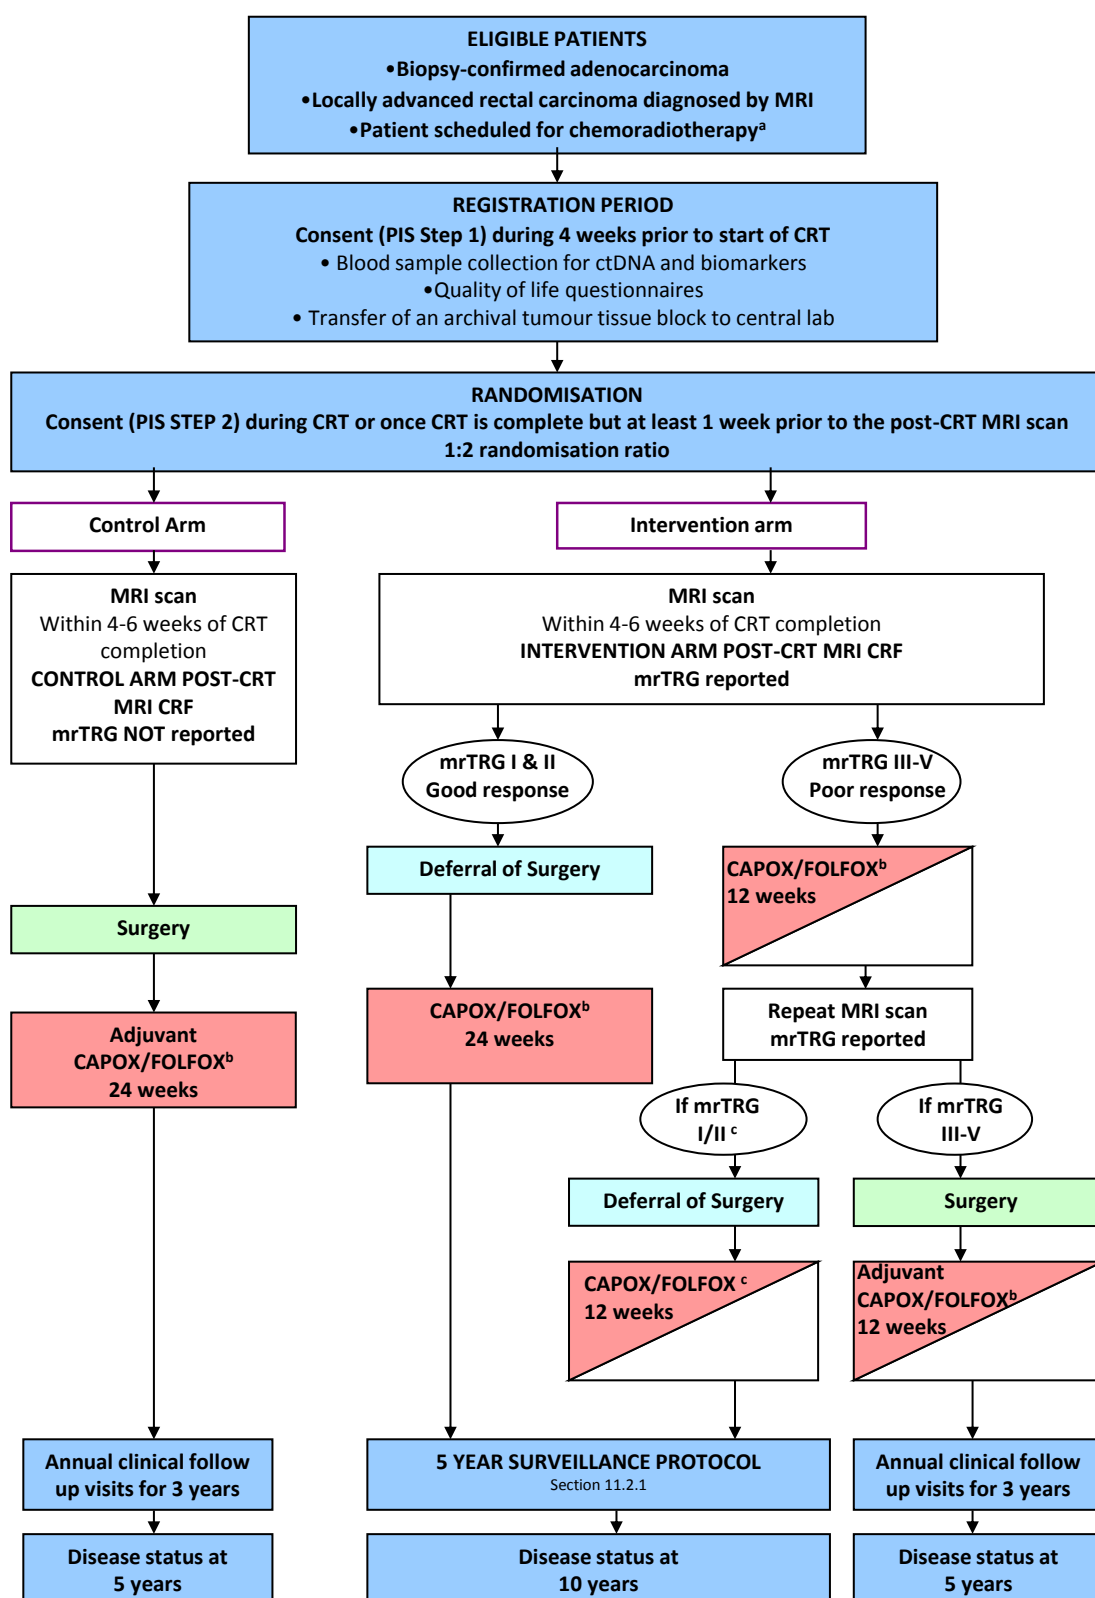 ELIGIBLE PATIENTS
•Biopsy-confirmed adenocarcinoma
•Locally advanced rectal carcinoma diagnosed by MRI
•Patient scheduled for chemoradiotherapyᵃ
REGISTRATION PERIOD
Consent (PIS Step 1) during 4 weeks prior to start of CRT
• Blood sample collection for ctDNA and biomarkers
•Quality of life questionnaires
• Transfer of an archival tumour tissue block to central lab
RANDOMISATION
Consent (PIS STEP 2) during CRT or once CRT is complete but at least 1 week prior to the post-CRT MRI scan
1:2 randomisation ratio
Control Arm
Intervention arm
MRI scan
Within 4-6 weeks of CRT
completion
CONTROL ARM POST-CRT
MRI CRF
mrTRG NOT reported
MRI scan
Within 4-6 weeks of CRT completion
INTERVENTION ARM POST-CRT MRI CRF
mrTRG reported
mrTRG I & II
Good response
mrTRG III-V
Poor response
Deferral of Surgery
CAPOX/FOLFOXᵇ
12 weeks
Surgery
Adjuvant
CAPOX/FOLFOXᵇ
24 weeks
CAPOX/FOLFOXᵇ
24 weeks
Repeat MRI scan
mrTRG reported
If mrTRG
I/II ᶜ
If mrTRG
III-V
Deferral of Surgery
Surgery
CAPOX/FOLFOX ᶜ
12 weeks
Adjuvant
CAPOX/FOLFOXᵇ
12 weeks
Annual clinical follow
up visits for 3 years
5 YEAR SURVEILLANCE PROTOCOL
Section 11.2.1
Annual clinical follow
up visits for 3 years
Disease status at
5 years
Disease status at
10 years
Disease status at
5 years